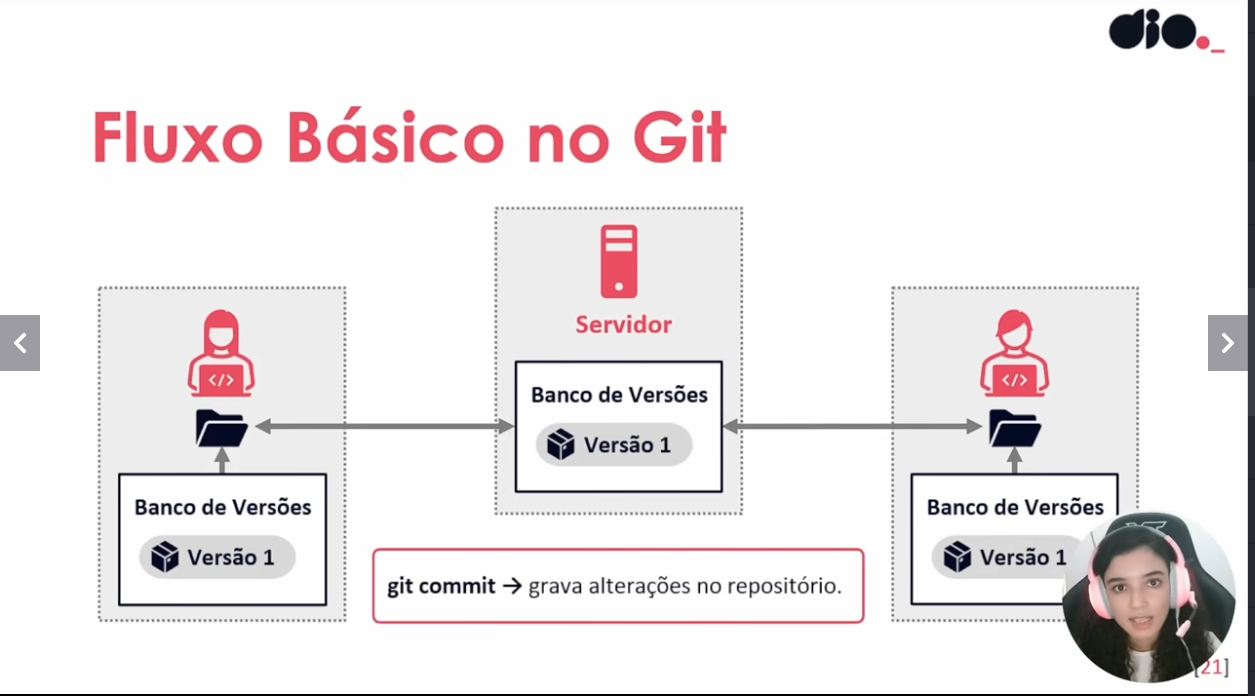 dio._
Fluxo Básico no Git
Servidor
Banco de Versões
Versão 1
</>
Banco de Versões
Versão 1
</>
Banco de Versões
Versão 1
git commit → grava alterações no repositório.
[21]